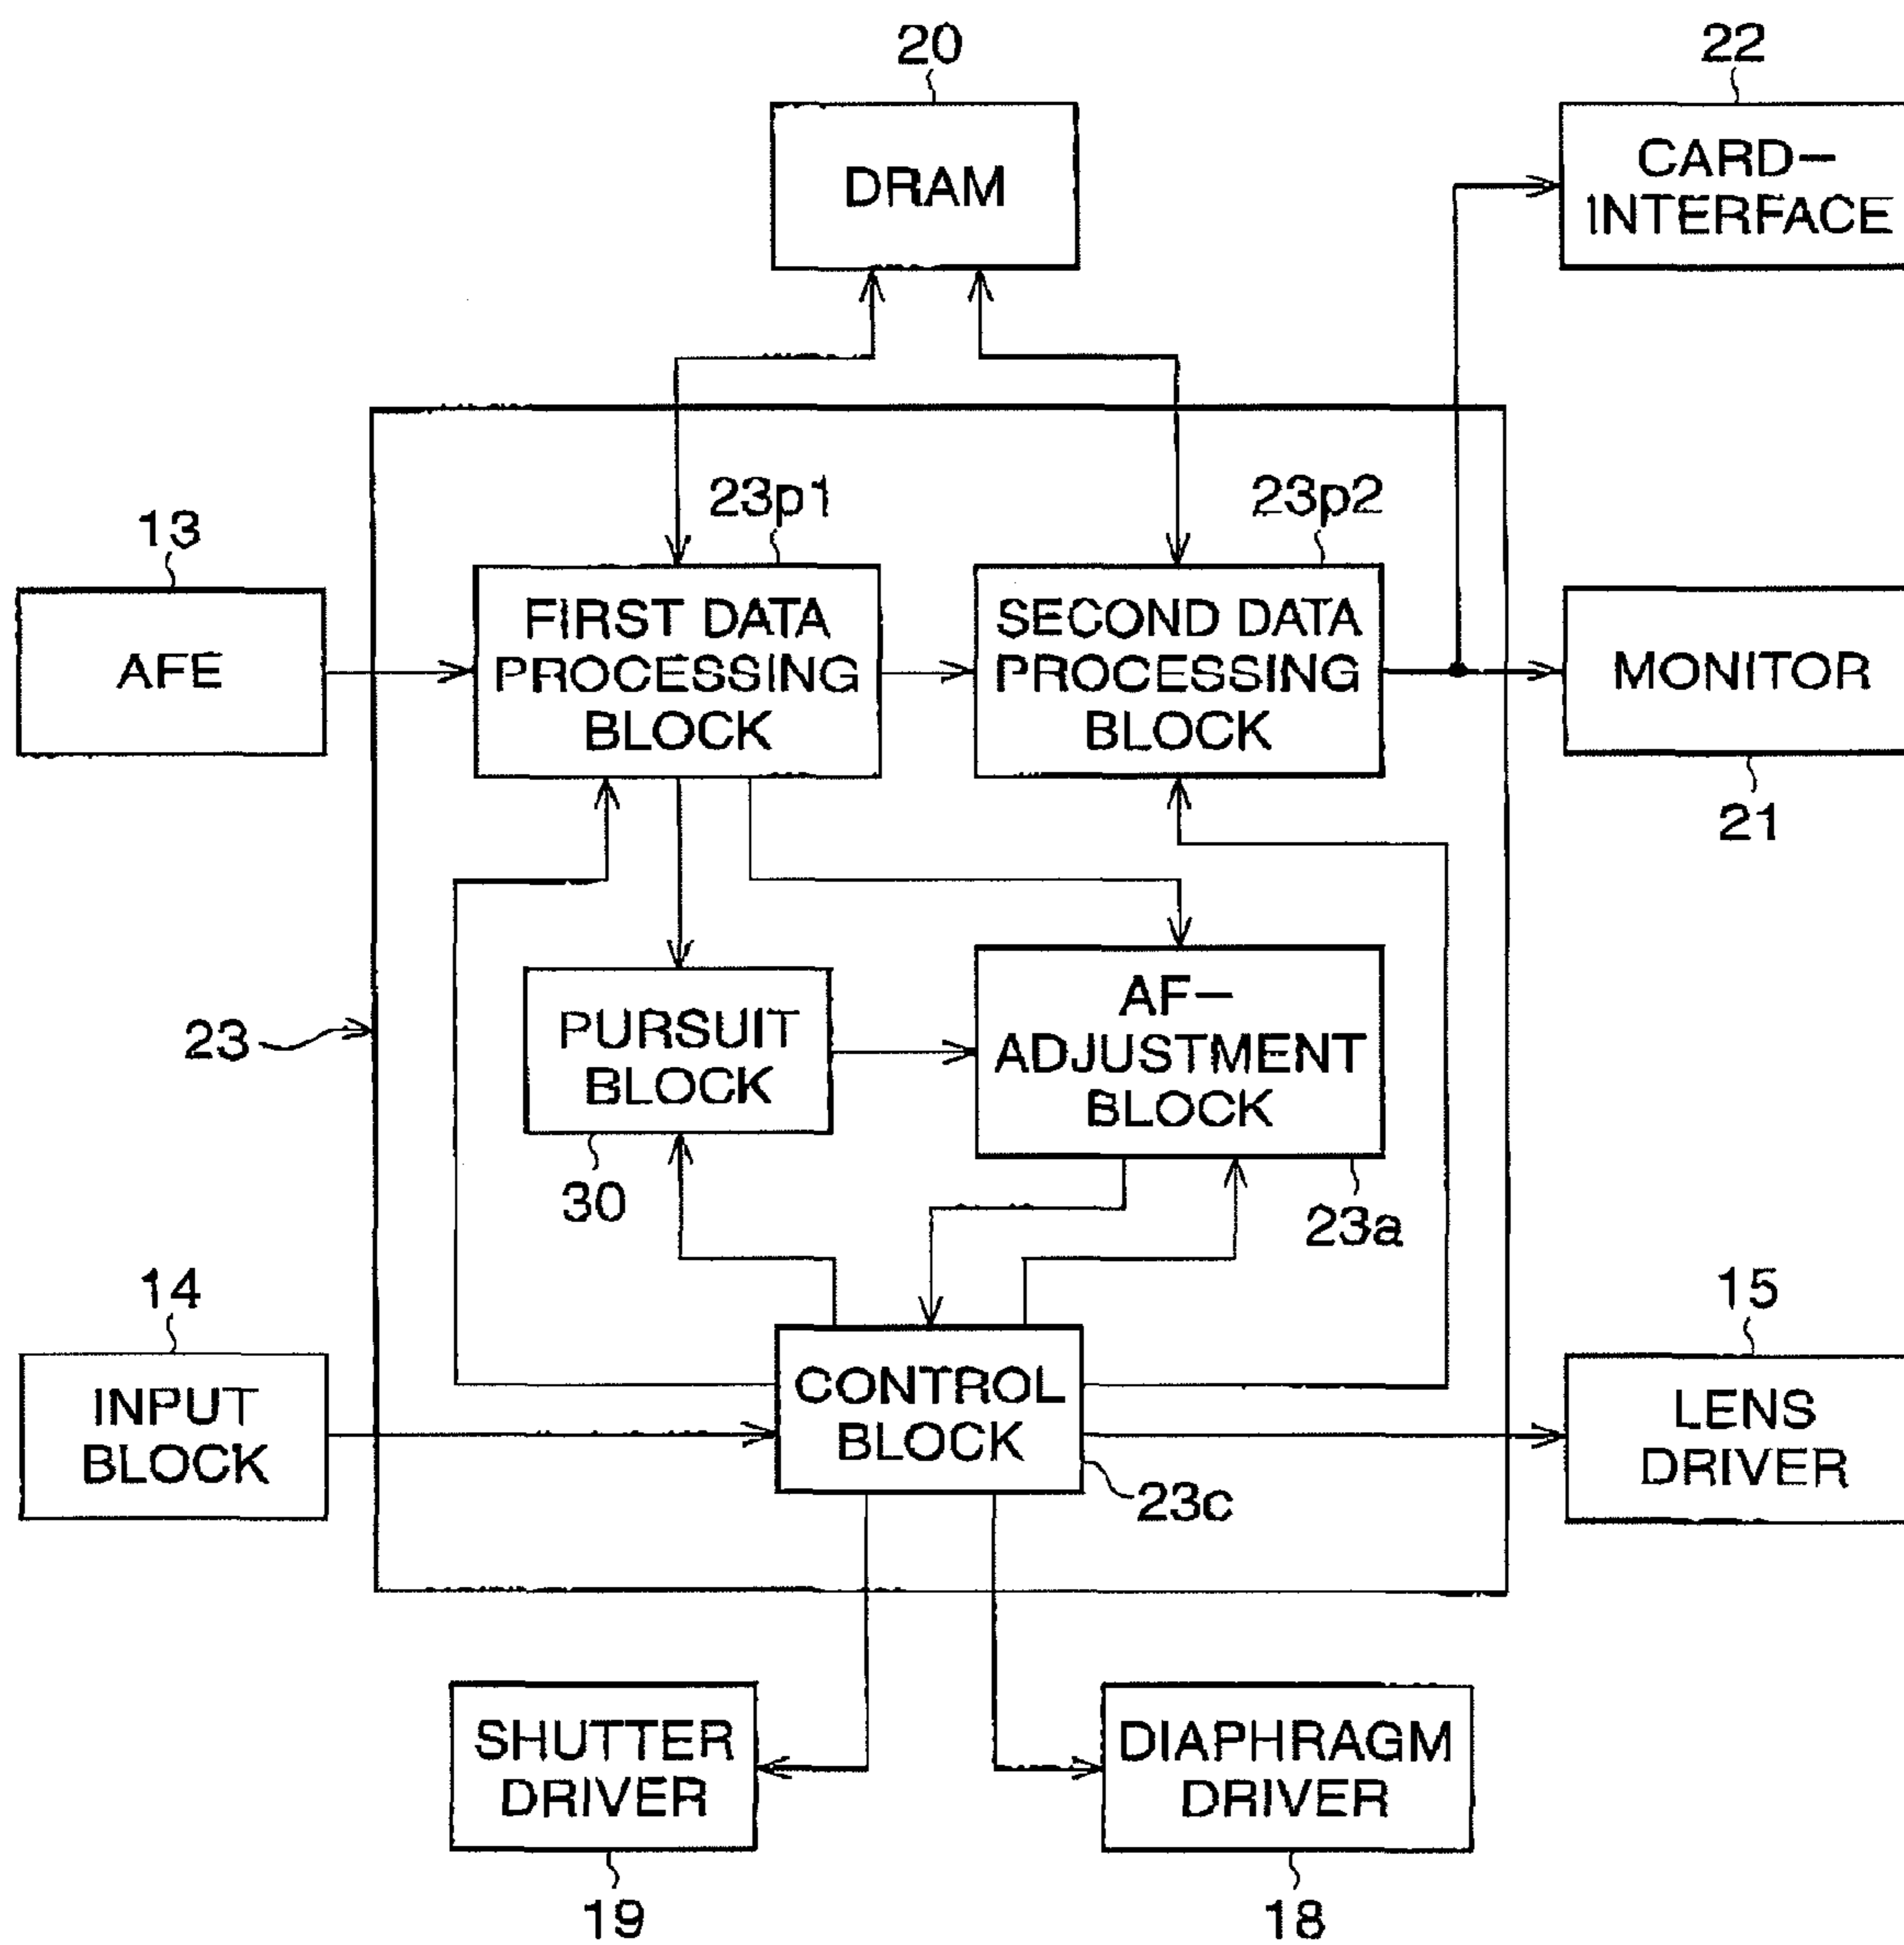 20
22
DRAM
CARD-
INTERFACE
23p1
23p2
13
AFE
FIRST DATA
PROCESSING
BLOCK
SECOND DATA
PROCESSING
BLOCK
MONITOR
21
23
PURSUIT
BLOCK
30
AF-
ADJUSTMENT
BLOCK
23a
14
INPUT
BLOCK
CONTROL
BLOCK
23c
15
LENS
DRIVER
SHUTTER
DRIVER
19
DIAPHRAGM
DRIVER
18